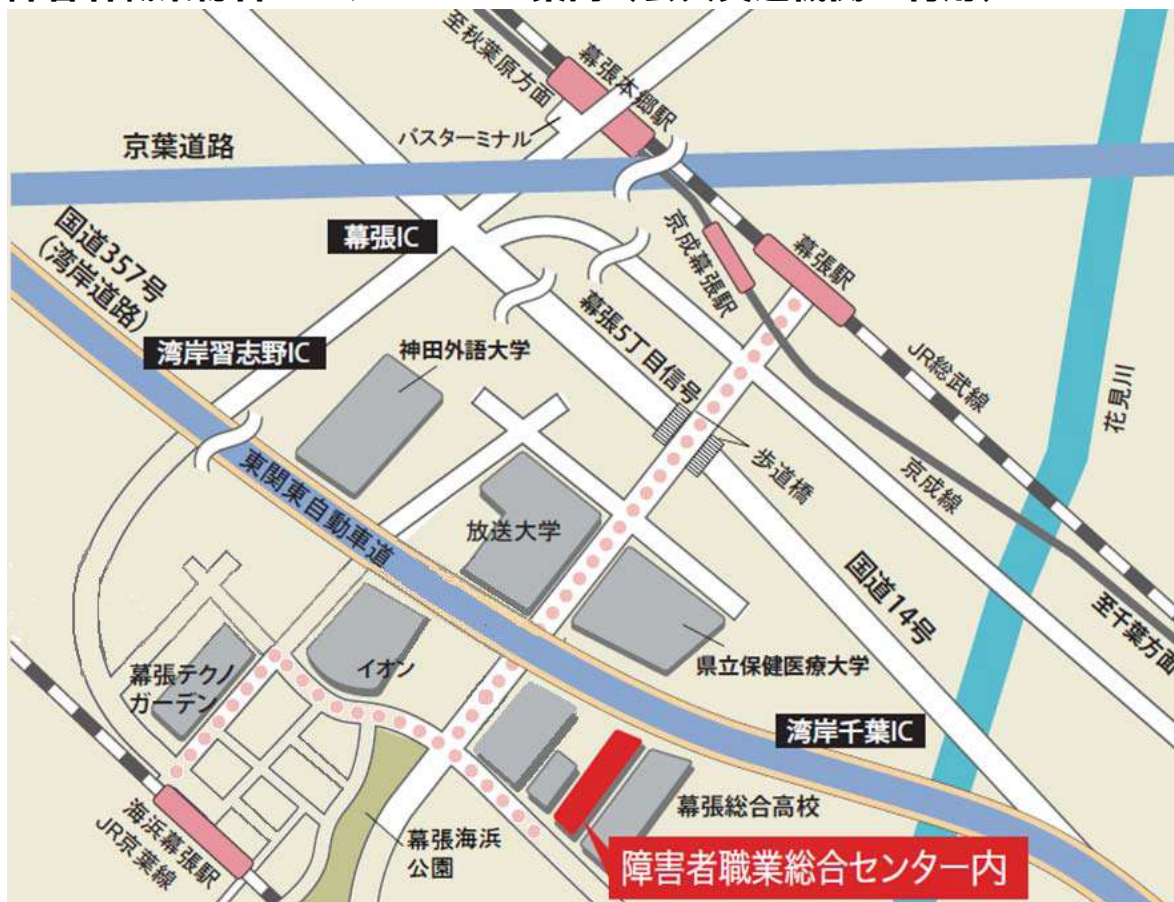 至秋葉原方面
幕張本郷駅
バスターミナル
京葉道路
国道357号
(湾岸道路)
幕張IC
京成幕張駅
幕張駅
湾岸習志野IC
神田外語大学
幕張5丁目信号
JR総武線
花見川
歩道橋
京成線
東関東自動車道
放送大学
国道14号
至千葉方面
県立保健医療大学
イオン
幕張テクノ
ガーデン
湾岸千葉IC
幕張総合高校
海浜幕張駅
JR京葉線
幕張海浜
公園
障害者職業総合センター内